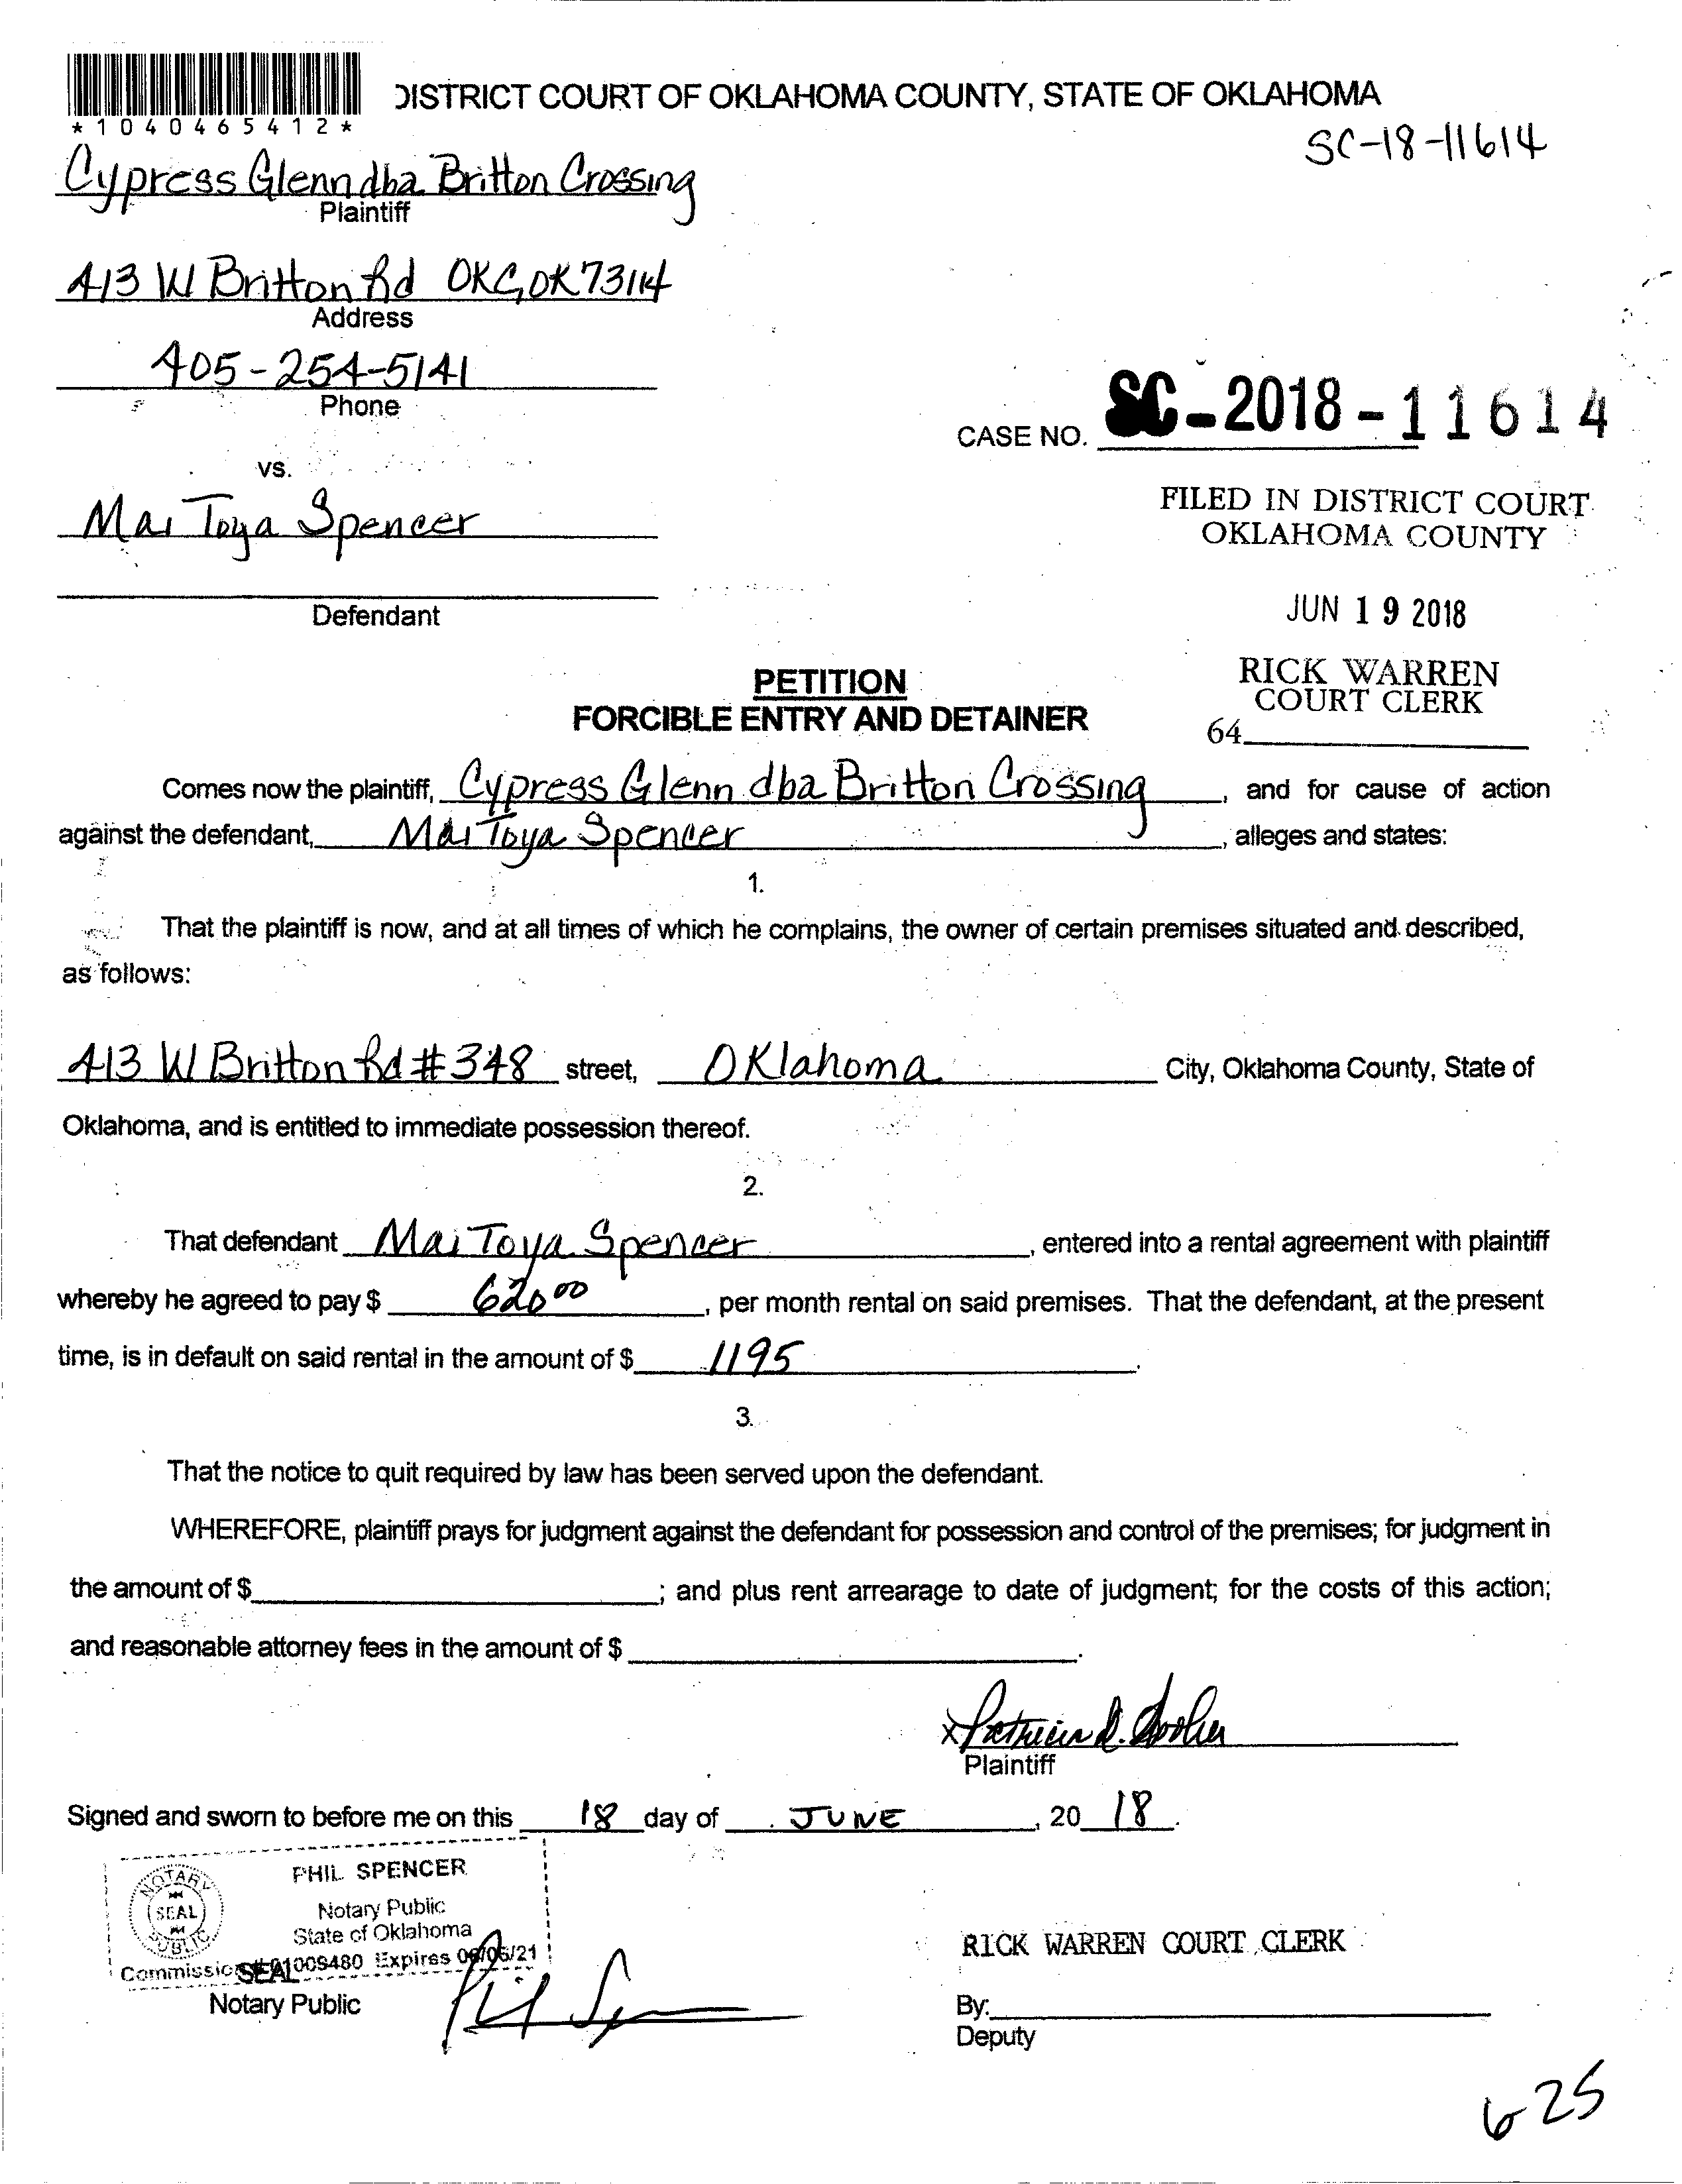 *1040465412*
DISTRICT COURT OF OKLAHOMA COUNTY, STATE OF OKLAHOMA
SC-18-11614
Cypress Glenn dba Britton Crossing
Plaintiff
413 W Britton Rd OKC, OK 73114
Address
405-254-5141
Phone
CASE NO. SC-2018-11614
vs.
Mai Toya Spencer
FILED IN DISTRICT COURT
OKLAHOMA COUNTY
Defendant
JUN 19 2018
PETITION
FORCIBLE ENTRY AND DETAINER
RICK WARREN
COURT CLERK
64
Comes now the plaintiff, Cypress Glenn dba Britton Crossing, and for cause of action
against the defendant, Mai Toya Spencer, alleges and states:
1.
That the plaintiff is now, and at all times of which he complains, the owner of certain premises situated and described,
as follows:
413 W Britton Rd #348 street, Oklahoma City, Oklahoma County, State of
Oklahoma, and is entitled to immediate possession thereof.
2.
That defendant Mai Toya Spencer, entered into a rental agreement with plaintiff
whereby he agreed to pay $ 620 00, per month rental on said premises. That the defendant, at the present
time, is in default on said rental in the amount of $ 1195.
3.
That the notice to quit required by law has been served upon the defendant.
WHEREFORE, plaintiff prays for judgment against the defendant for possession and control of the premises; for judgment in
the amount of $ ; and plus rent arrearage to date of judgment; for the costs of this action;
and reasonable attorney fees in the amount of $ .
x Patricia D.
Plaintiff
Signed and sworn to before me on this 18 day of JUNE, 20 18.
NOTARY PUBLIC SEAL
PHIL SPENCER
Notary Public
State of Oklahoma
Commission 01009480 Expires /06/21
SEAL
Notary Public
RICK WARREN COURT CLERK
By:
Deputy
6-25